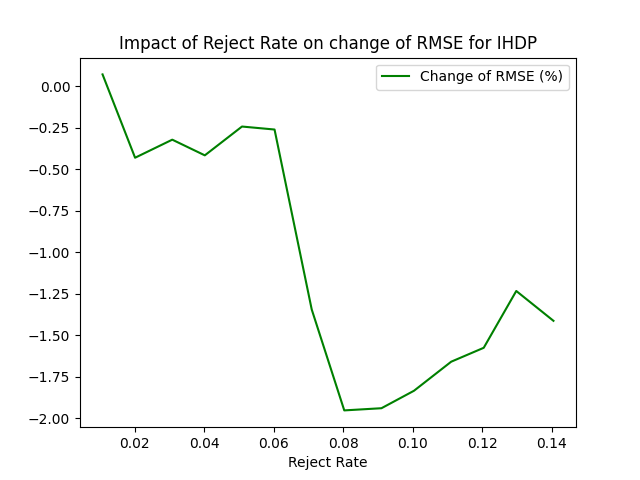 Impact of Reject Rate on change of RMSE for IHDP
Change of RMSE (%)
0.00
−0.25
−0.50
−0.75
−1.00
−1.25
−1.50
−1.75
−2.00
0.02 0.04 0.06 0.08 0.10 0.12 0.14
Reject Rate